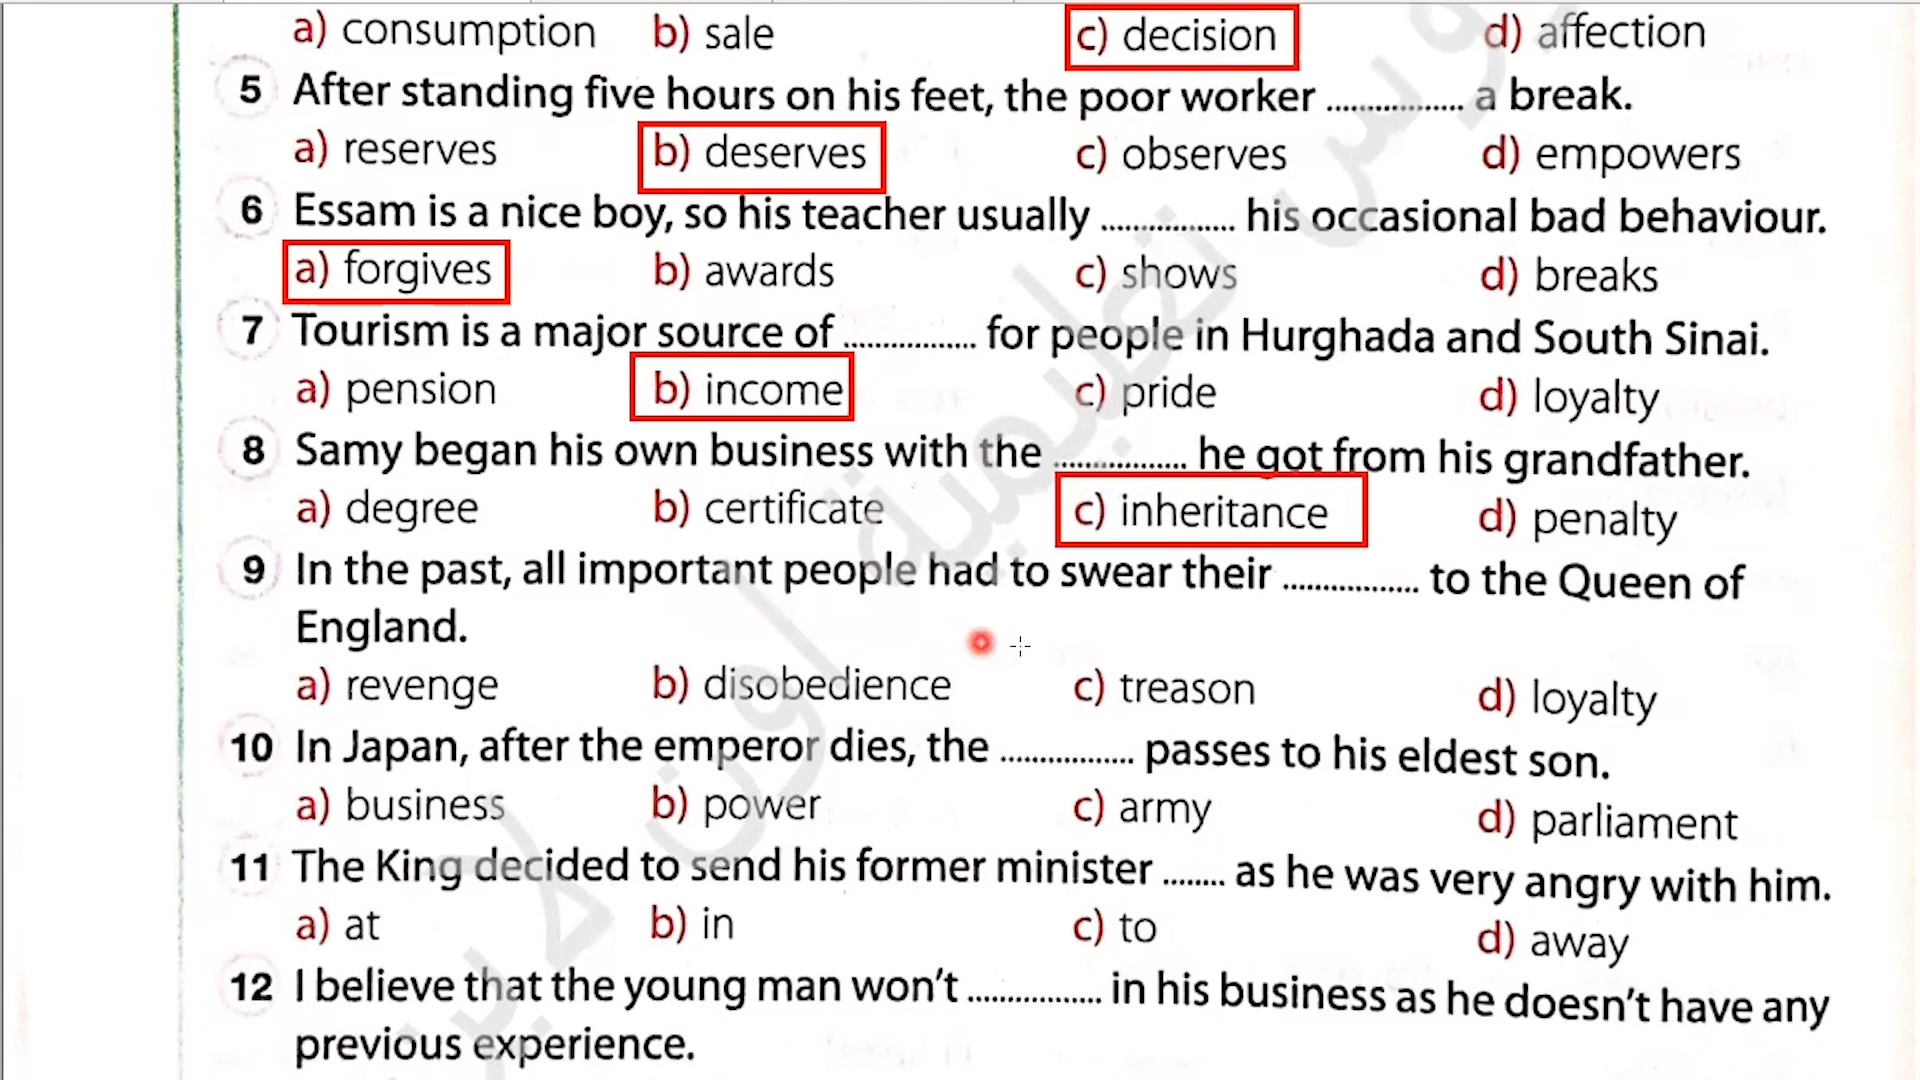 a) consumption b) sale c) decision d) affection
5 After standing five hours on his feet, the poor worker ................ a break.
a) reserves b) deserves c) observes d) empowers
6 Essam is a nice boy, so his teacher usually ................ his occasional bad behaviour.
a) forgives b) awards c) shows d) breaks
7 Tourism is a major source of ................ for people in Hurghada and South Sinai.
a) pension b) income c) pride d) loyalty
8 Samy began his own business with the ................ he got from his grandfather.
a) degree b) certificate c) inheritance d) penalty
9 In the past, all important people had to swear their ................ to the Queen of
England.
a) revenge b) disobedience c) treason d) loyalty
10 In Japan, after the emperor dies, the ................ passes to his eldest son.
a) business b) power c) army d) parliament
11 The King decided to send his former minister ........ as he was very angry with him.
a) at b) in c) to d) away
12 I believe that the young man won't ................ in his business as he doesn't have any
previous experience.